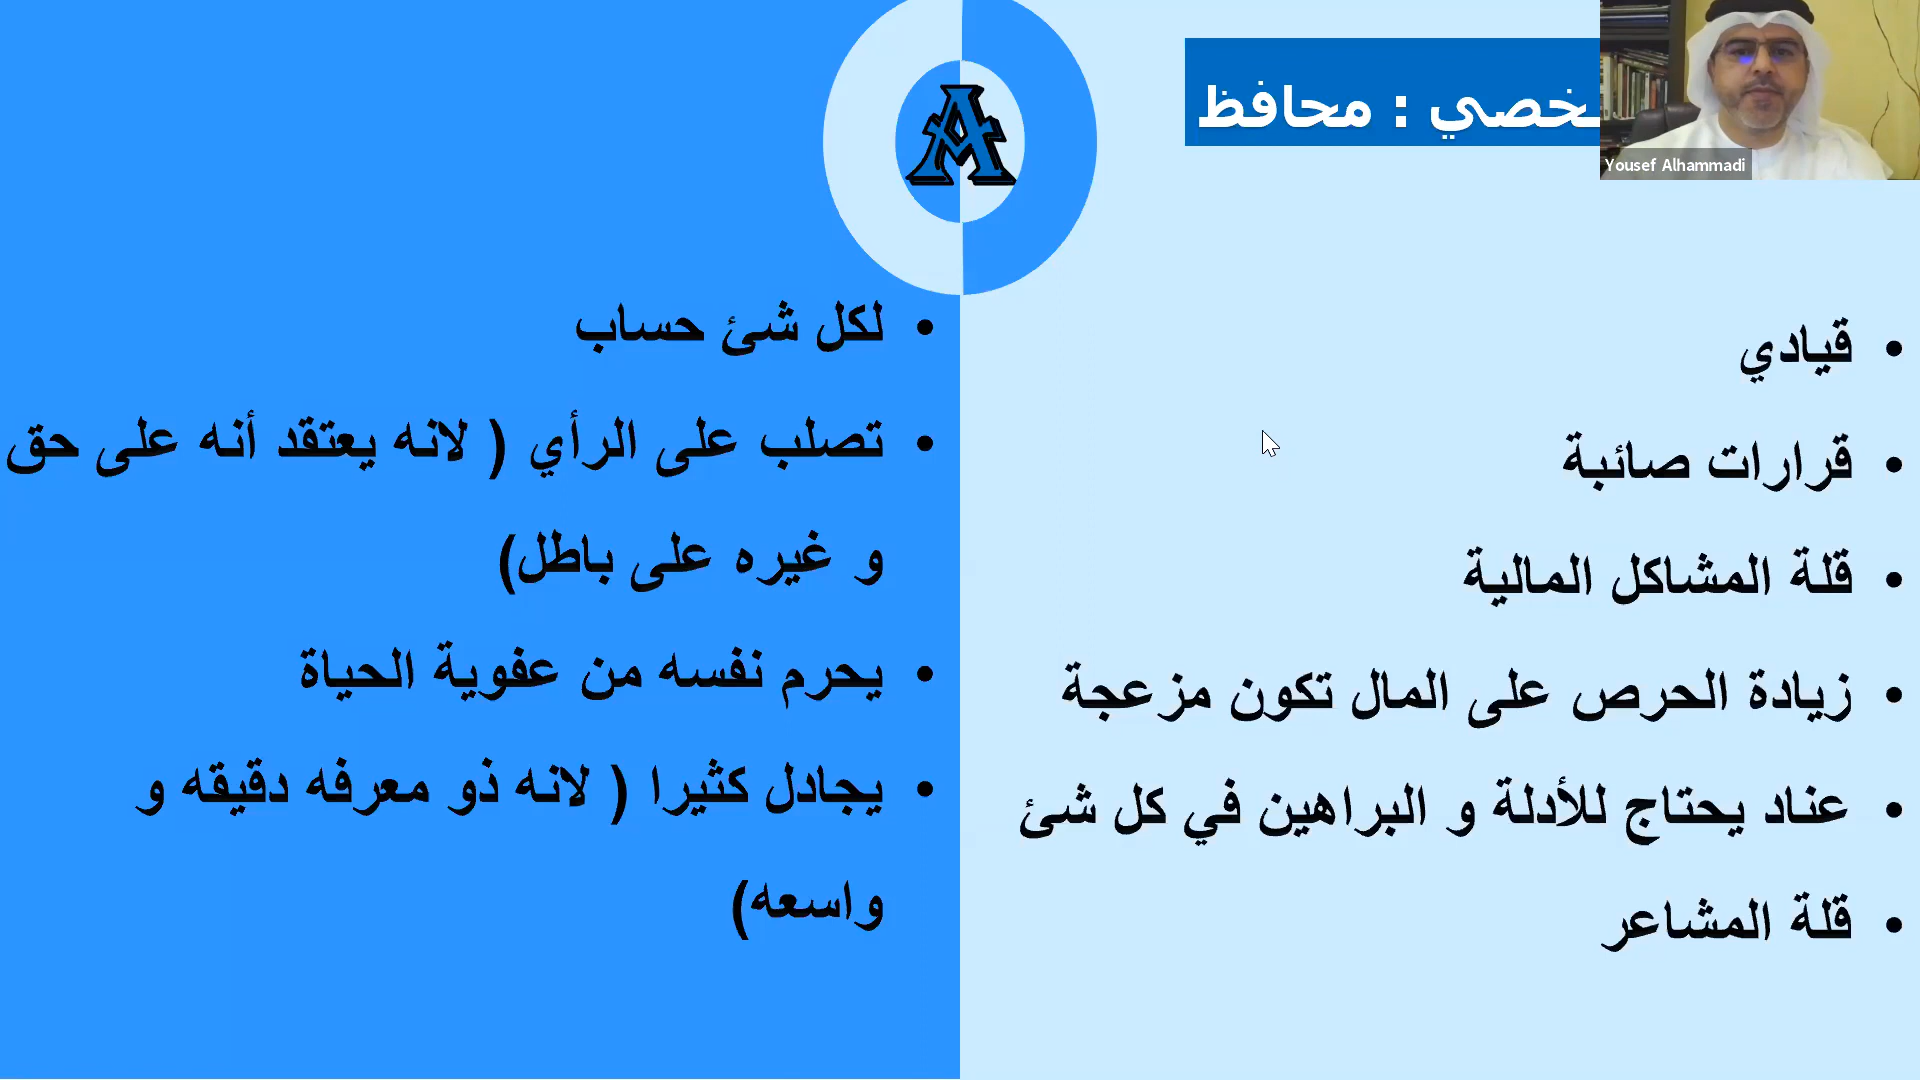 ـخصي : محافظ
Yousef Alhammadi
A
• قيادي
• قرارات صائبة
• قلة المشاكل المالية
• زيادة الحرص على المال تكون مزعجة
• عناد يحتاج للأدلة و البراهين في كل شئ
• قلة المشاعر
• لكل شئ حساب
• تصلب على الرأي ( لانه يعتقد أنه على حق
و غيره على باطل)
• يحرم نفسه من عفوية الحياة
• يجادل كثيرا ( لانه ذو معرفه دقيقه و
واسعه)